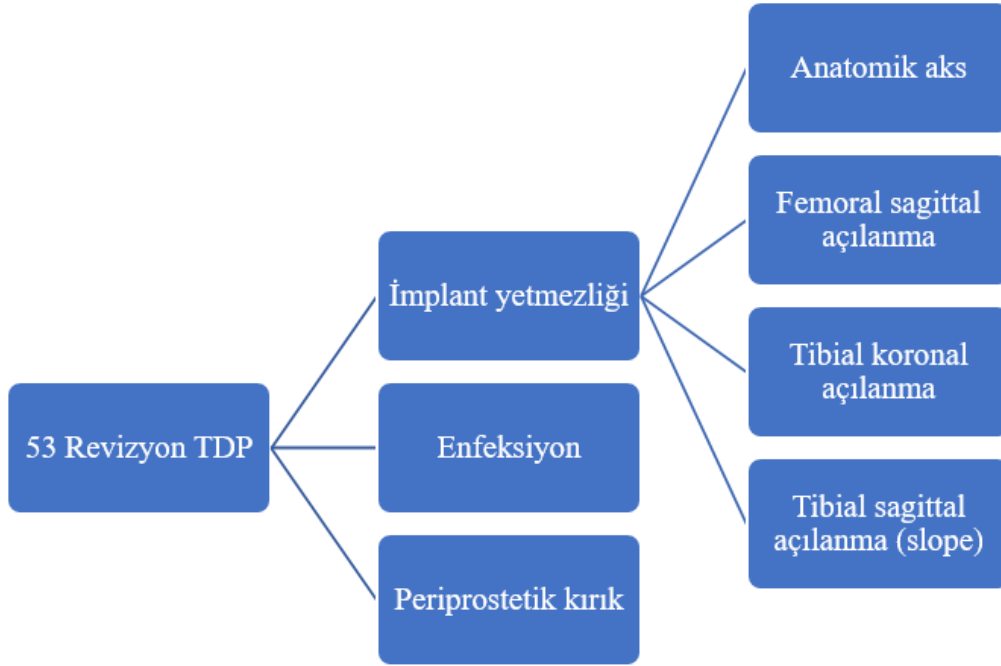 53 Revizyon TDP
İmplant yetmezliği
Enfeksiyon
Periprostetik kırık
Anatomik aks
Femoral sagittal
açılanma
Tibial koronal
açılanma
Tibial sagittal
açılanma (slope)